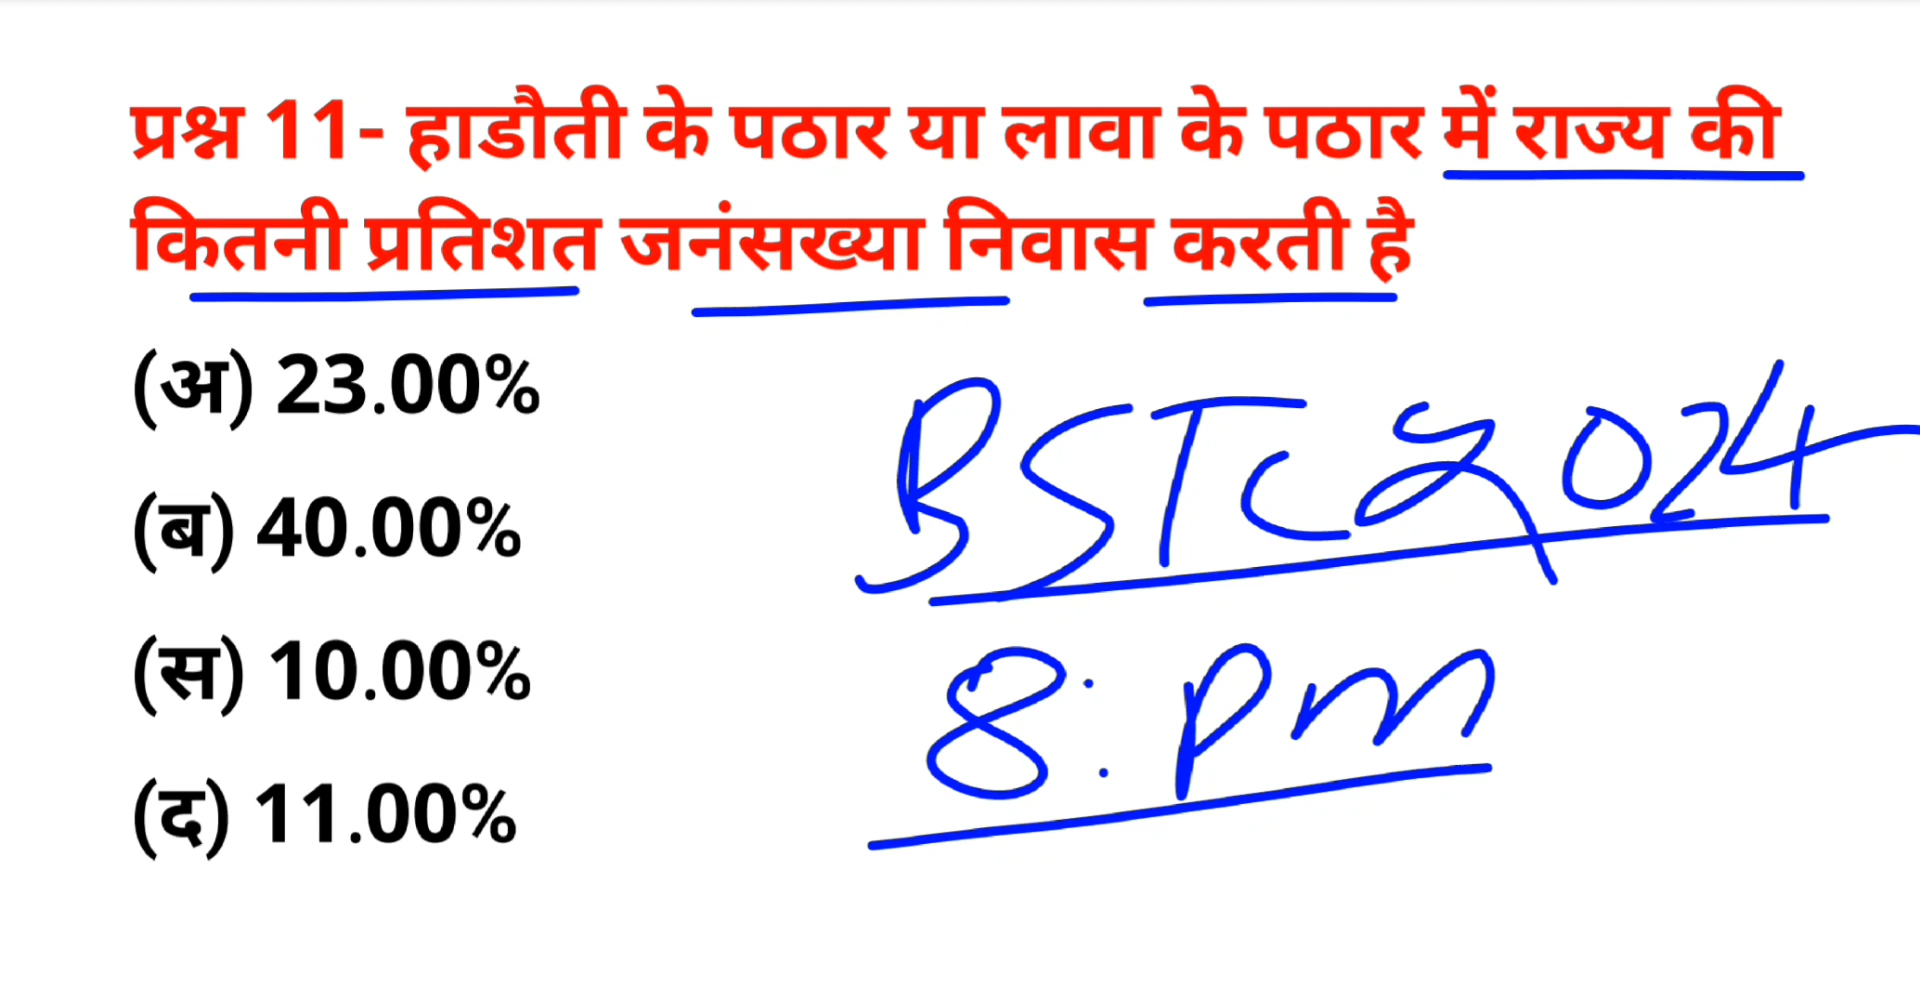 प्रश्न 11- हाडौती के पठार या लावा के पठार में राज्य की
कितनी प्रतिशत जनंसख्या निवास करती है
(अ) 23.00%
(ब) 40.00%
(स) 10.00%
(द) 11.00%
BSTC 2024
8:pm